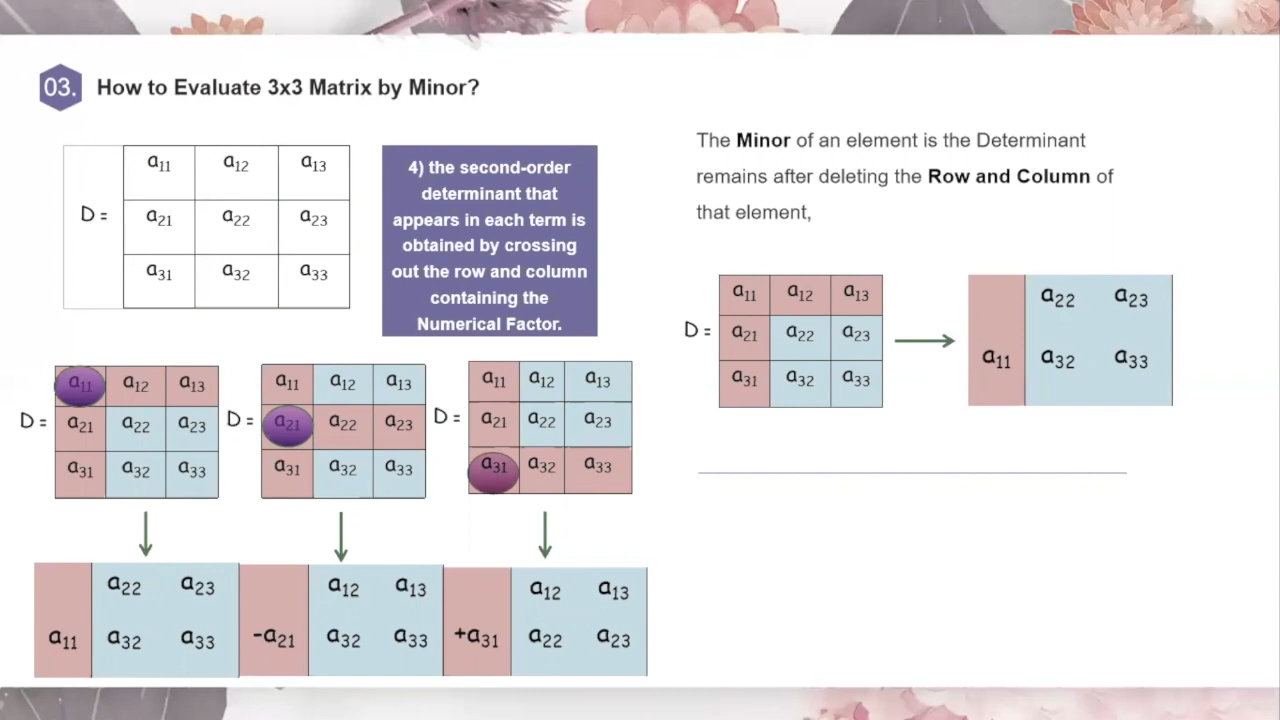 03. How to Evaluate 3x3 Matrix by Minor?
a11 a12 a13
D = a21 a22 a23
a31 a32 a33
4) the second-order
determinant that
appears in each term is
obtained by crossing
out the row and column
containing the
Numerical Factor.
The Minor of an element is the Determinant
remains after deleting the Row and Column of
that element,
a11 a12 a13
D = a21 a22 a23
a31 a32 a33
a22 a23
a11 a32 a33
a11 a12 a13
D = a21 a22 a23
a31 a32 a33
a11 a12 a13
D = a21 a22 a23
a31 a32 a33
a11 a12 a13
D = a21 a22 a23
a31 a32 a33
a22 a23
a11 a32 a33
a12 a13
-a21 a32 a33
a12 a13
+a31 a22 a23